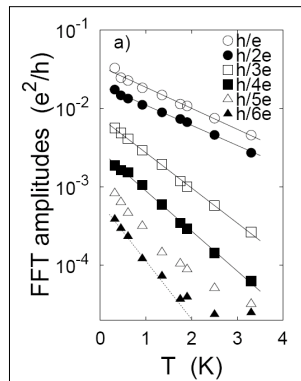 a)
h/e
h/2e
h/3e
h/4e
h/5e
h/6e
FFT amplitudes (e²/h)
10⁻¹
10⁻²
10⁻³
10⁻⁴
0 1 2 3 4
T (K)